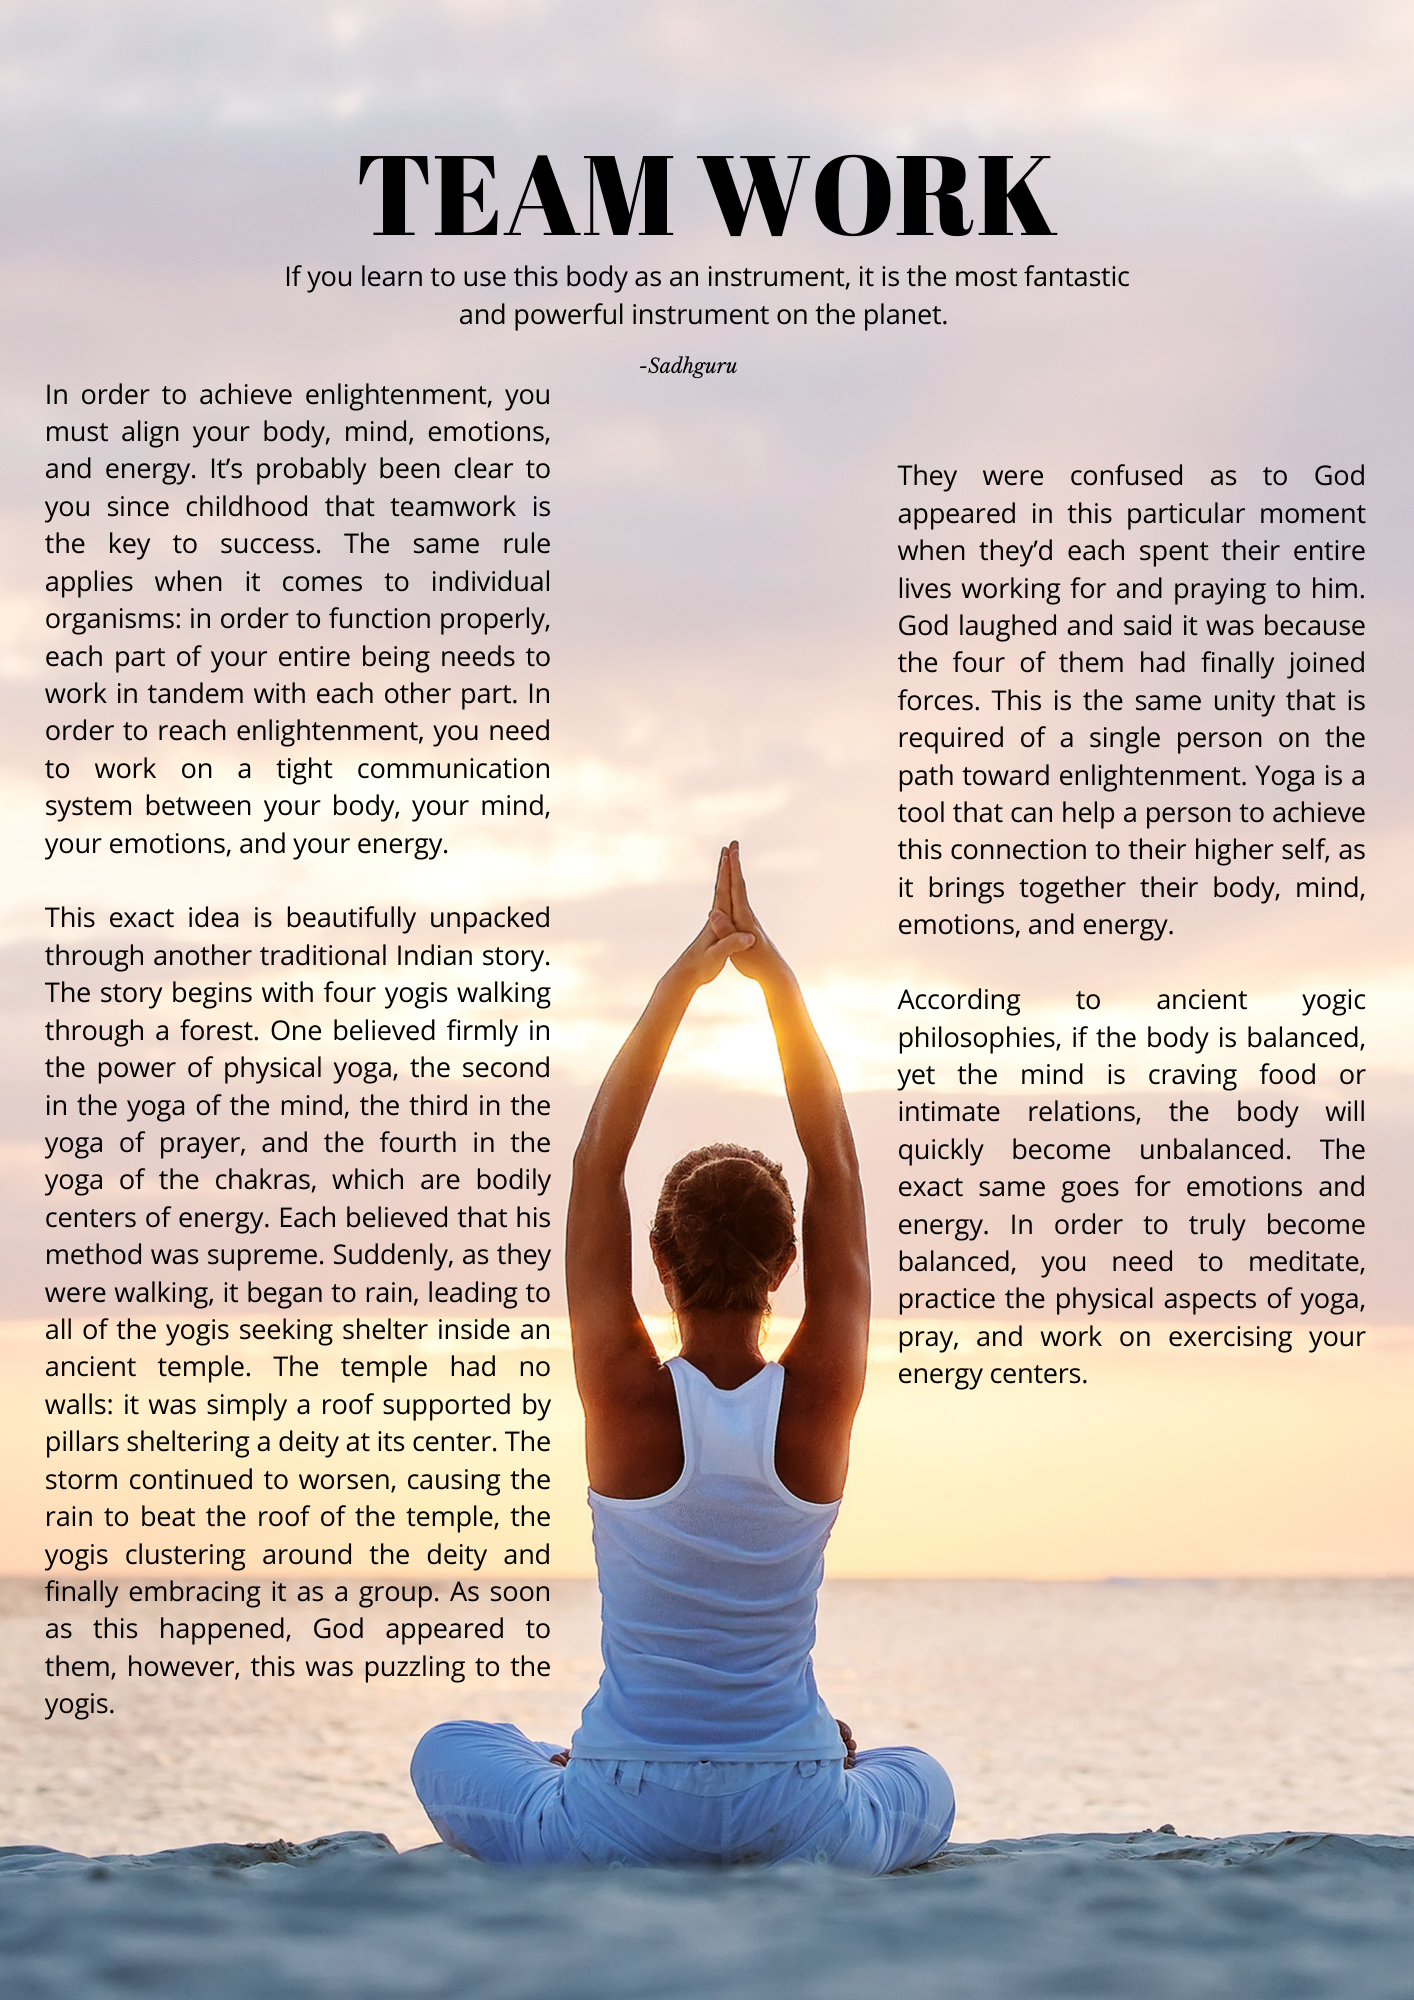 TEAM WORK
If you learn to use this body as an instrument, it is the most fantastic
and powerful instrument on the planet.
-Sadhguru
In order to achieve enlightenment, you
must align your body, mind, emotions,
and energy. It’s probably been clear to
you since childhood that teamwork is
the key to success. The same rule
applies when it comes to individual
organisms: in order to function properly,
each part of your entire being needs to
work in tandem with each other part. In
order to reach enlightenment, you need
to work on a tight communication
system between your body, your mind,
your emotions, and your energy.
This exact idea is beautifully unpacked
through another traditional Indian story.
The story begins with four yogis walking
through a forest. One believed firmly in
the power of physical yoga, the second
in the yoga of the mind, the third in the
yoga of prayer, and the fourth in the
yoga of the chakras, which are bodily
centers of energy. Each believed that his
method was supreme. Suddenly, as they
were walking, it began to rain, leading to
all of the yogis seeking shelter inside an
ancient temple. The temple had no
walls: it was simply a roof supported by
pillars sheltering a deity at its center. The
storm continued to worsen, causing the
rain to beat the roof of the temple, the
yogis clustering around the deity and
finally embracing it as a group. As soon
as this happened, God appeared to
them, however, this was puzzling to the
yogis.
They were confused as to God
appeared in this particular moment
when they’d each spent their entire
lives working for and praying to him.
God laughed and said it was because
the four of them had finally joined
forces. This is the same unity that is
required of a single person on the
path toward enlightenment. Yoga is a
tool that can help a person to achieve
this connection to their higher self, as
it brings together their body, mind,
emotions, and energy.
According to ancient yogic
philosophies, if the body is balanced,
yet the mind is craving food or
intimate relations, the body will
quickly become unbalanced. The
exact same goes for emotions and
energy. In order to truly become
balanced, you need to meditate,
practice the physical aspects of yoga,
pray, and work on exercising your
energy centers.